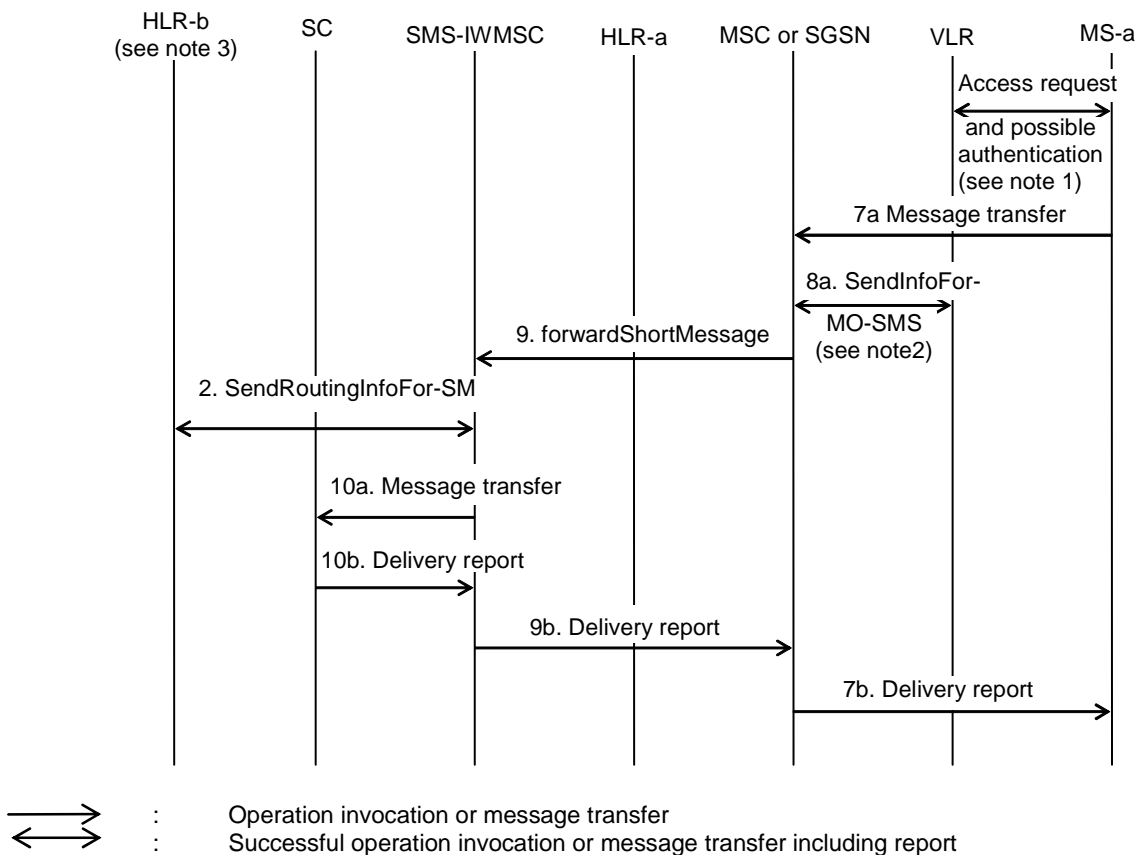 HLR-b
(see note 3)
SC
SMS-IWMSC
HLR-a
MSC or SGSN
VLR
MS-a
Access request
and possible
authentication
(see note 1)
7a Message transfer
8a. SendInfoFor-
MO-SMS
(see note2)
9. forwardShortMessage
2. SendRoutingInfoFor-SM
10a. Message transfer
10b. Delivery report
9b. Delivery report
7b. Delivery report
: Operation invocation or message transfer
: Successful operation invocation or message transfer including report